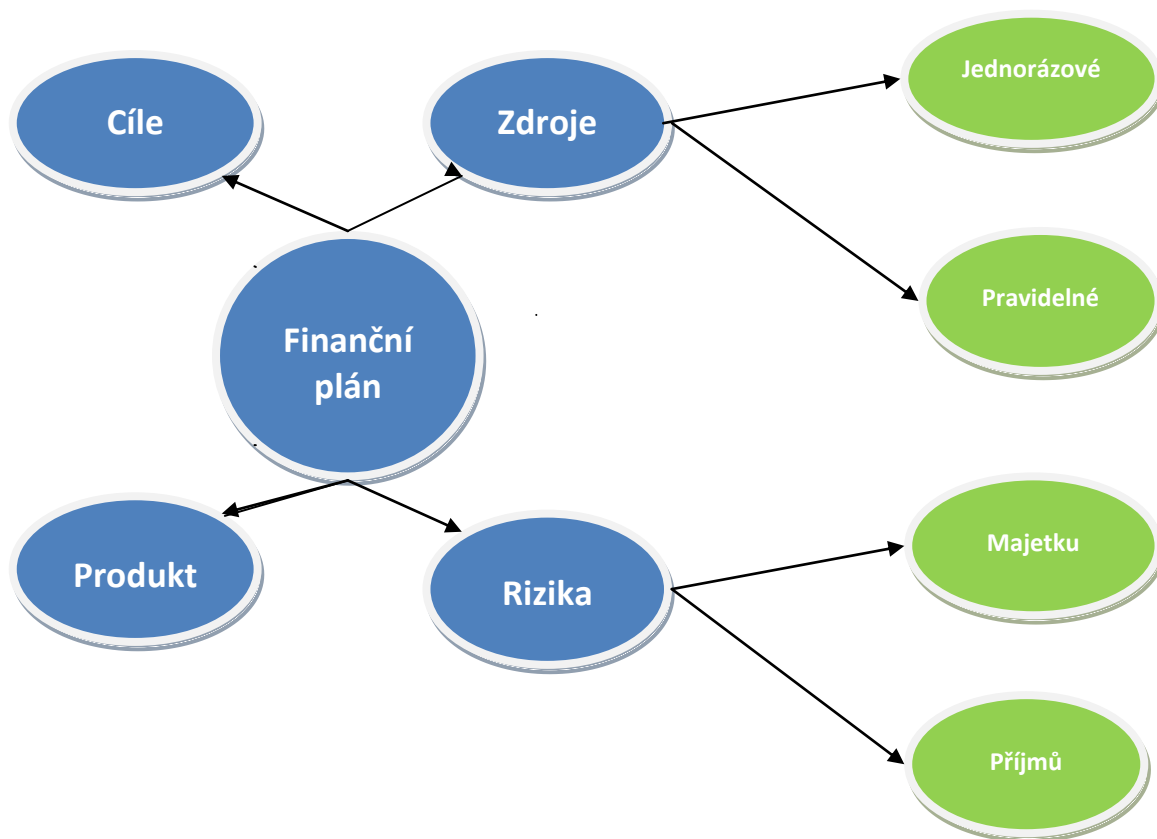 Jednorázové
Cíle
Zdroje
Pravidelné
Finanční
plán
Majetku
Produkt
Rizika
Příjmů